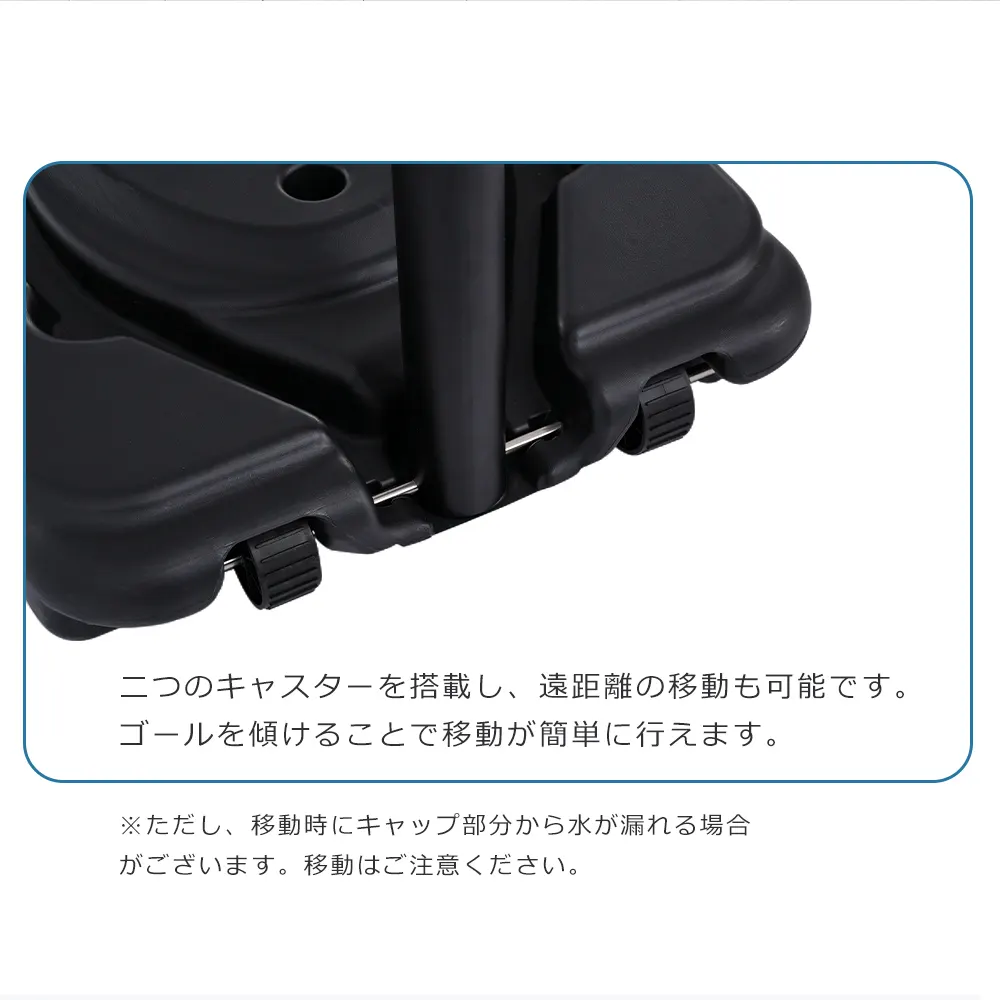 二つのキャスターを搭載し、遠距離の移動も可能です。
ゴールを傾けることで移動が簡単に行えます。
※ただし、移動時にキャップ部分から水が漏れる場合
がございます。移動はご注意ください。